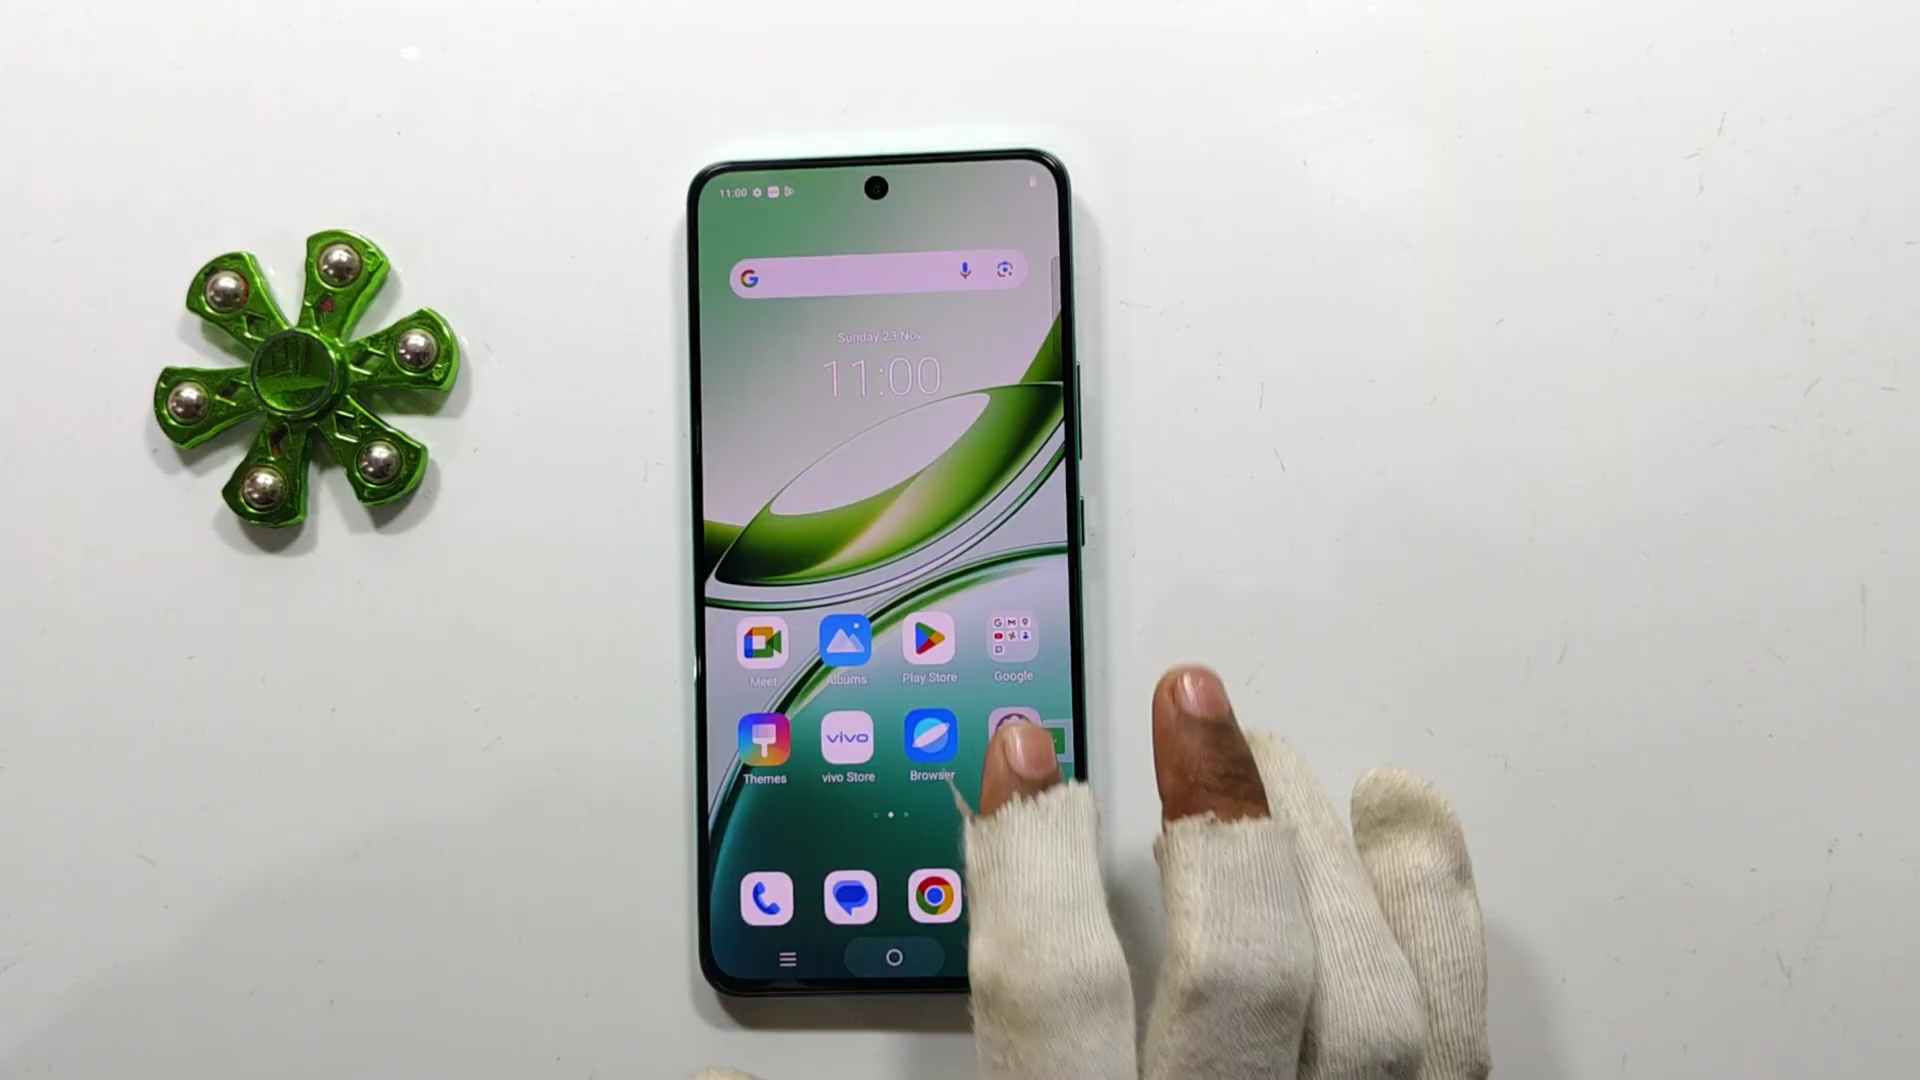 11:00
Sunday 23 Nov
11:00
Meet Albums Play Store Google
vivo
Themes vivo Store Browser